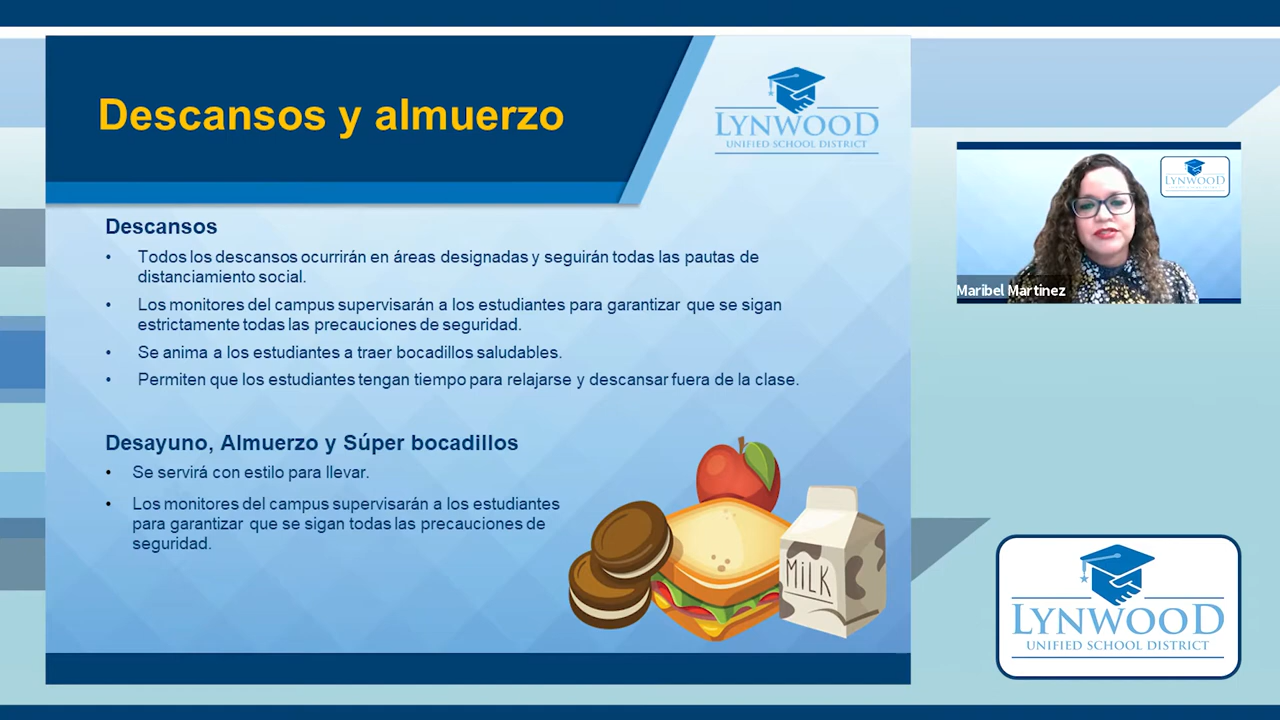 Descansos y almuerzo
LYNWOOD
UNIFIED SCHOOL DISTRICT
Descansos
• Todos los descansos ocurrirán en áreas designadas y seguirán todas las pautas de
distanciamiento social.
• Los monitores del campus supervisarán a los estudiantes para garantizar que se sigan
estrictamente todas las precauciones de seguridad.
• Se anima a los estudiantes a traer bocadillos saludables.
• Permiten que los estudiantes tengan tiempo para relajarse y descansar fuera de la clase.
Desayuno, Almuerzo y Súper bocadillos
• Se servirá con estilo para llevar.
• Los monitores del campus supervisarán a los estudiantes
para garantizar que se sigan todas las precauciones de
seguridad.
MILK
LYNWOOD
Maribel Martinez
LYNWOOD
UNIFIED SCHOOL DISTRICT